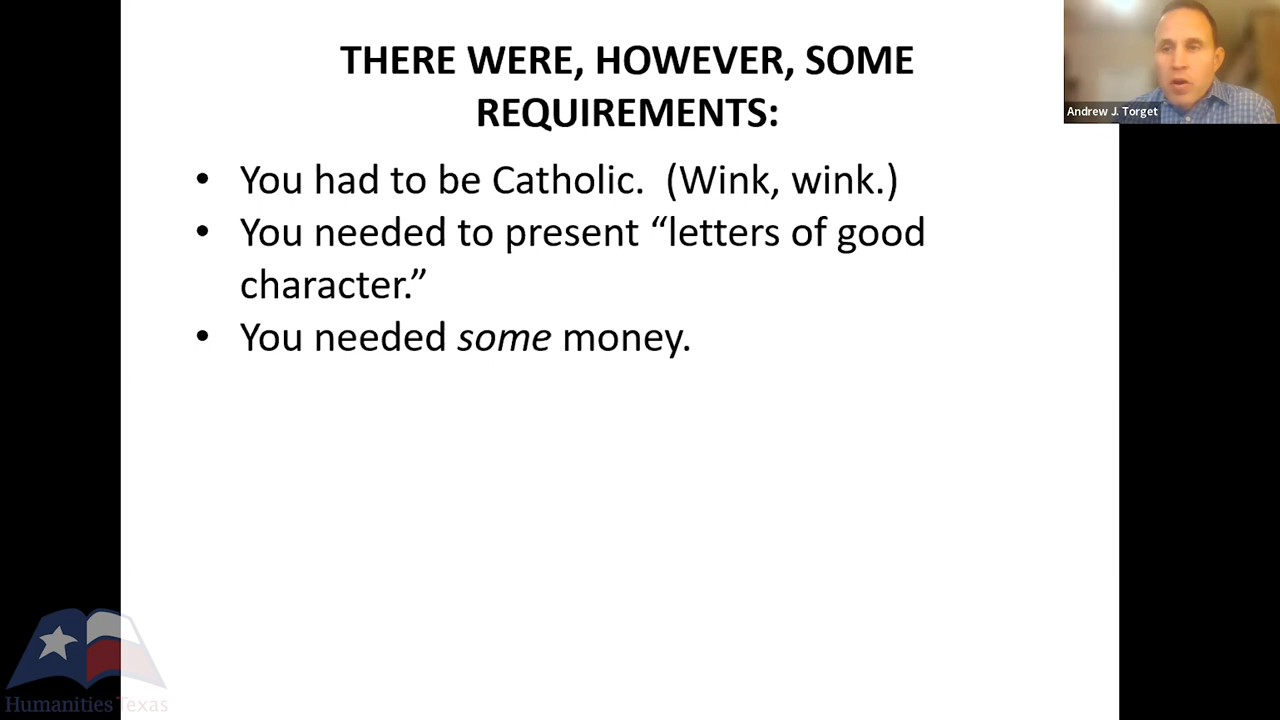 THERE WERE, HOWEVER, SOME
REQUIREMENTS:
Andrew J. Torget
• You had to be Catholic.  (Wink, wink.)
• You needed to present “letters of good
character.”
• You needed some money.
Humanities Texas